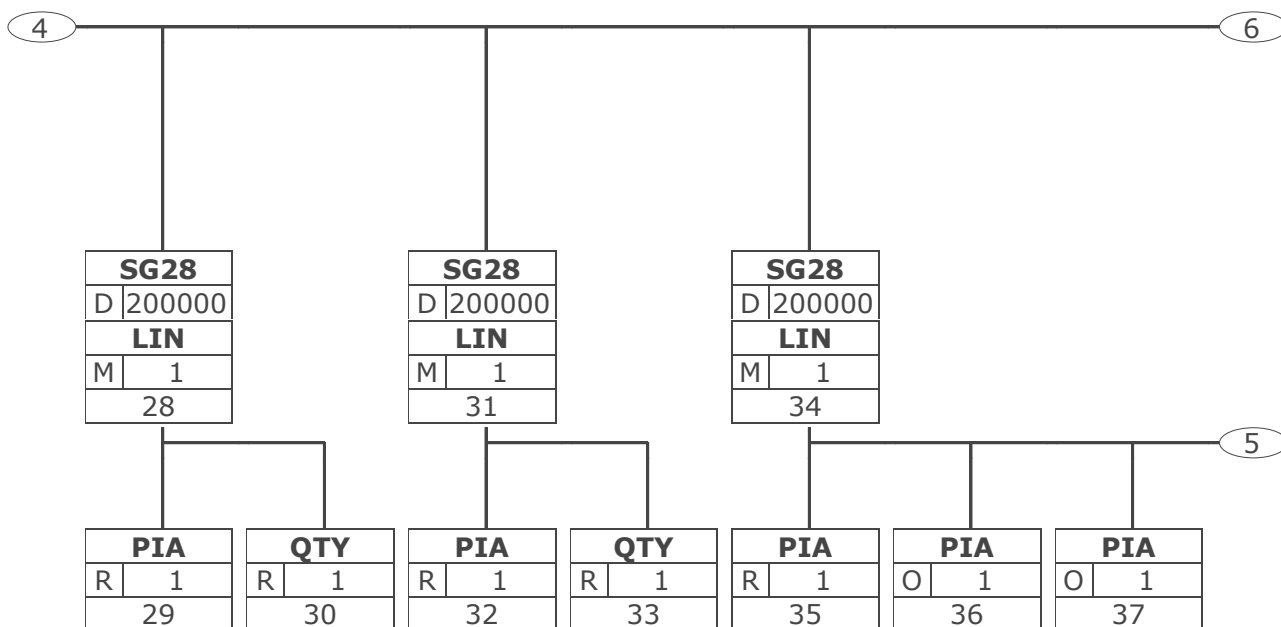 4 6
SG28 SG28 SG28
D 200000 D 200000 D 200000
LIN LIN LIN
M 1 M 1 M 1
28 31 34
5
PIA QTY PIA QTY PIA PIA PIA
R 1 R 1 R 1 R 1 R 1 O 1 O 1
29 30 32 33 35 36 37